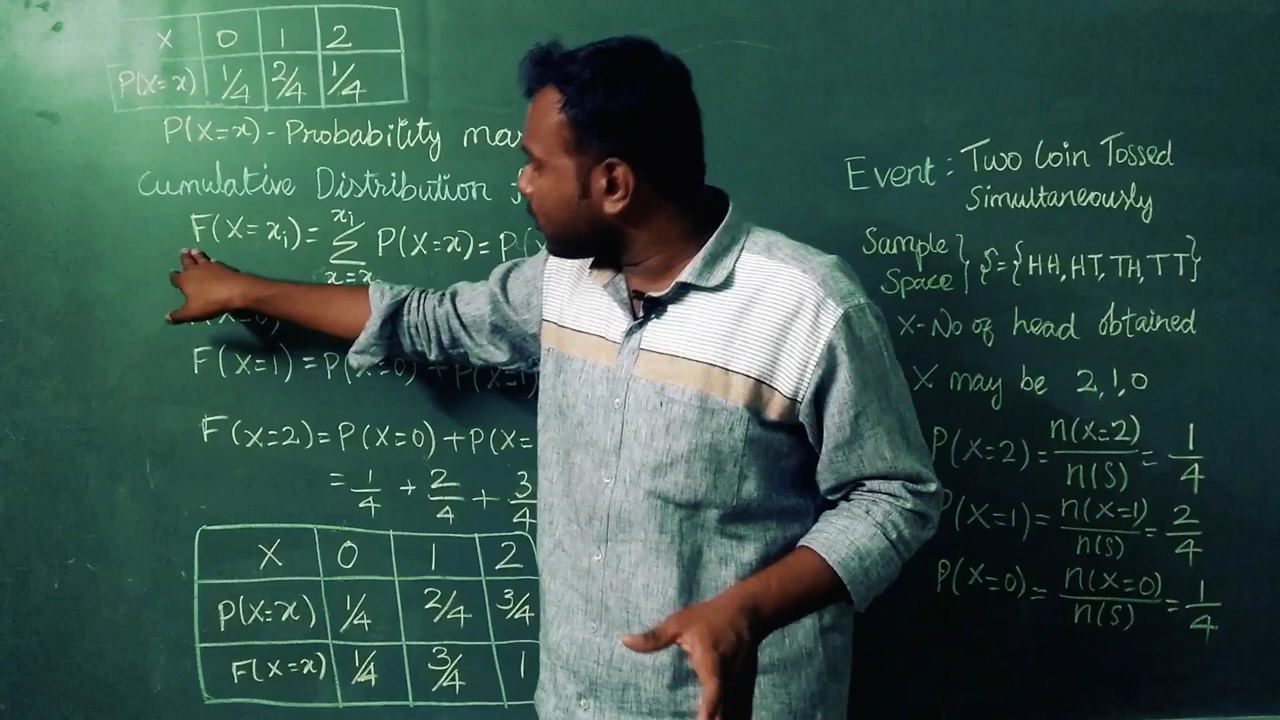 X 0 1 2
P(X=x) 1/4 2/4 1/4
P(X=x) - Probability
Cumulative Distribution
F(X=xi) = xi Σ P(X=x) =
F(X=1) = P(X=0) + P(X=1)
F(X=2) = P(X=0) + P(X=
= 1/4 + 2/4 + 3/4
X 0 1 2
P(X=x) 1/4 2/4 3/4
F(X=x) 1/4 3/4 1
Event : Two Coin Tossed
Simultaneously
Sample
Space } S = {HH, HT, TH, TT}
X - No of head obtained
X may be 2, 1, 0
P(X=2) = n(X=2)/n(S) = 1/4
P(X=1) = n(X=1)/n(S) = 2/4
P(X=0) = n(X=0)/n(S) = 1/4